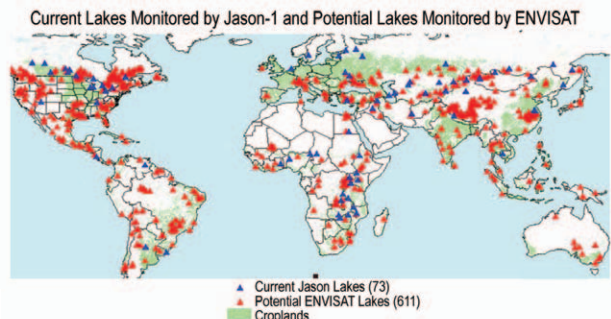 Current Lakes Monitored by Jason-1 and Potential Lakes Monitored by ENVISAT
Current Jason Lakes (73)
Potential ENVISAT Lakes (611)
Croplands